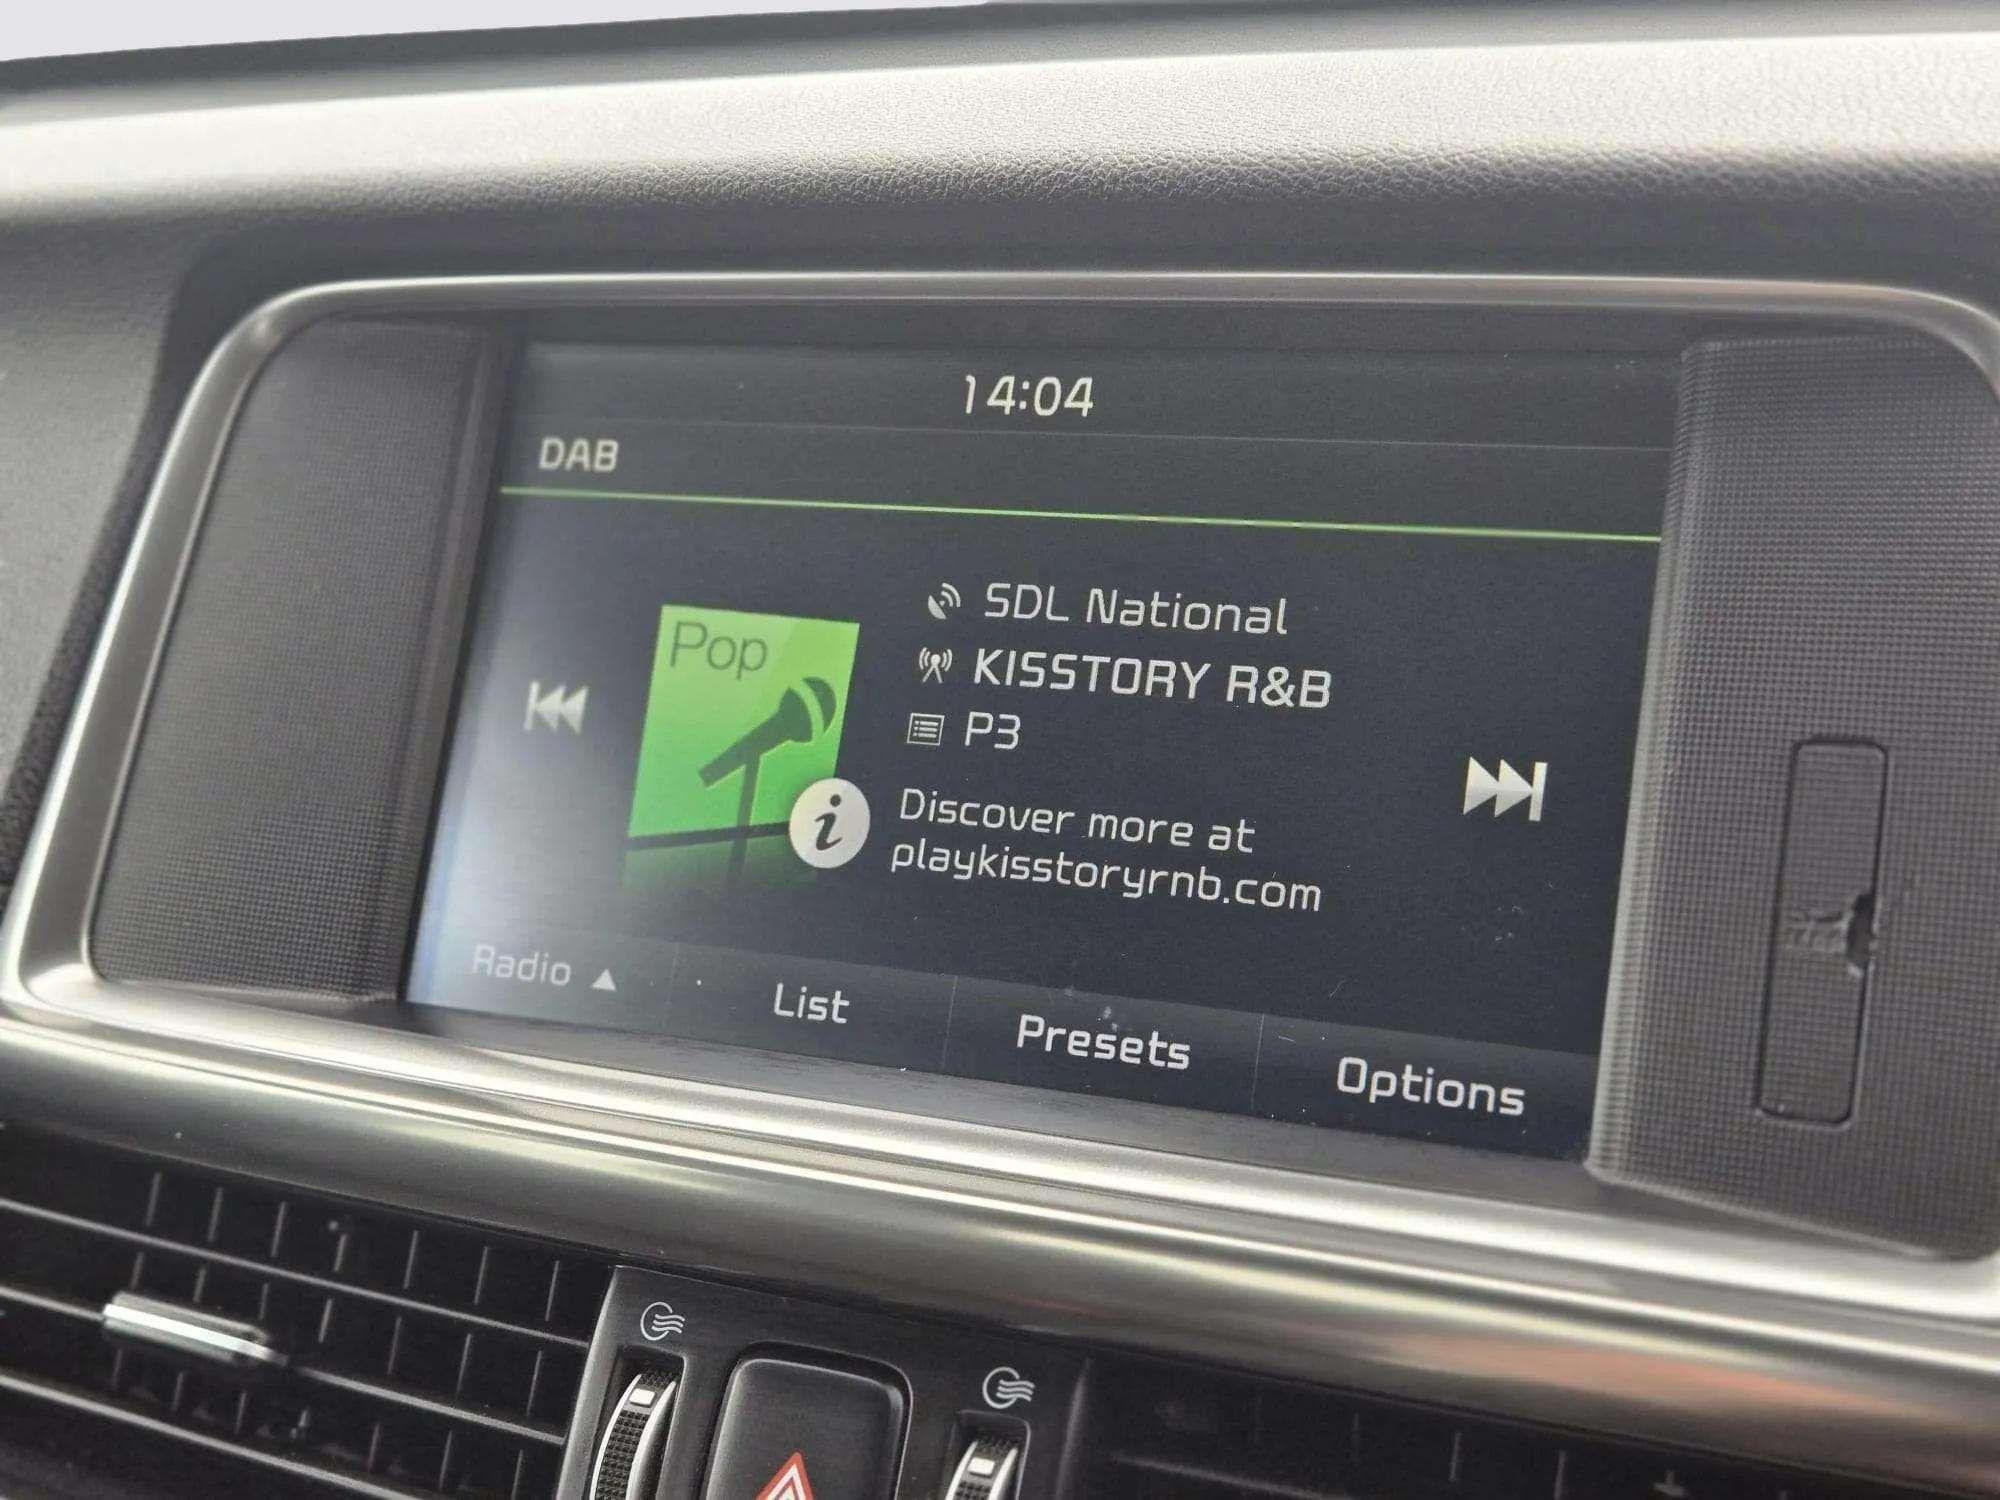 14:04
DAB
Pop
SDL National
KISSTORY R&B
P3
Discover more at
playkisstoryrnb.com
Radio ▲
List
Presets
Options